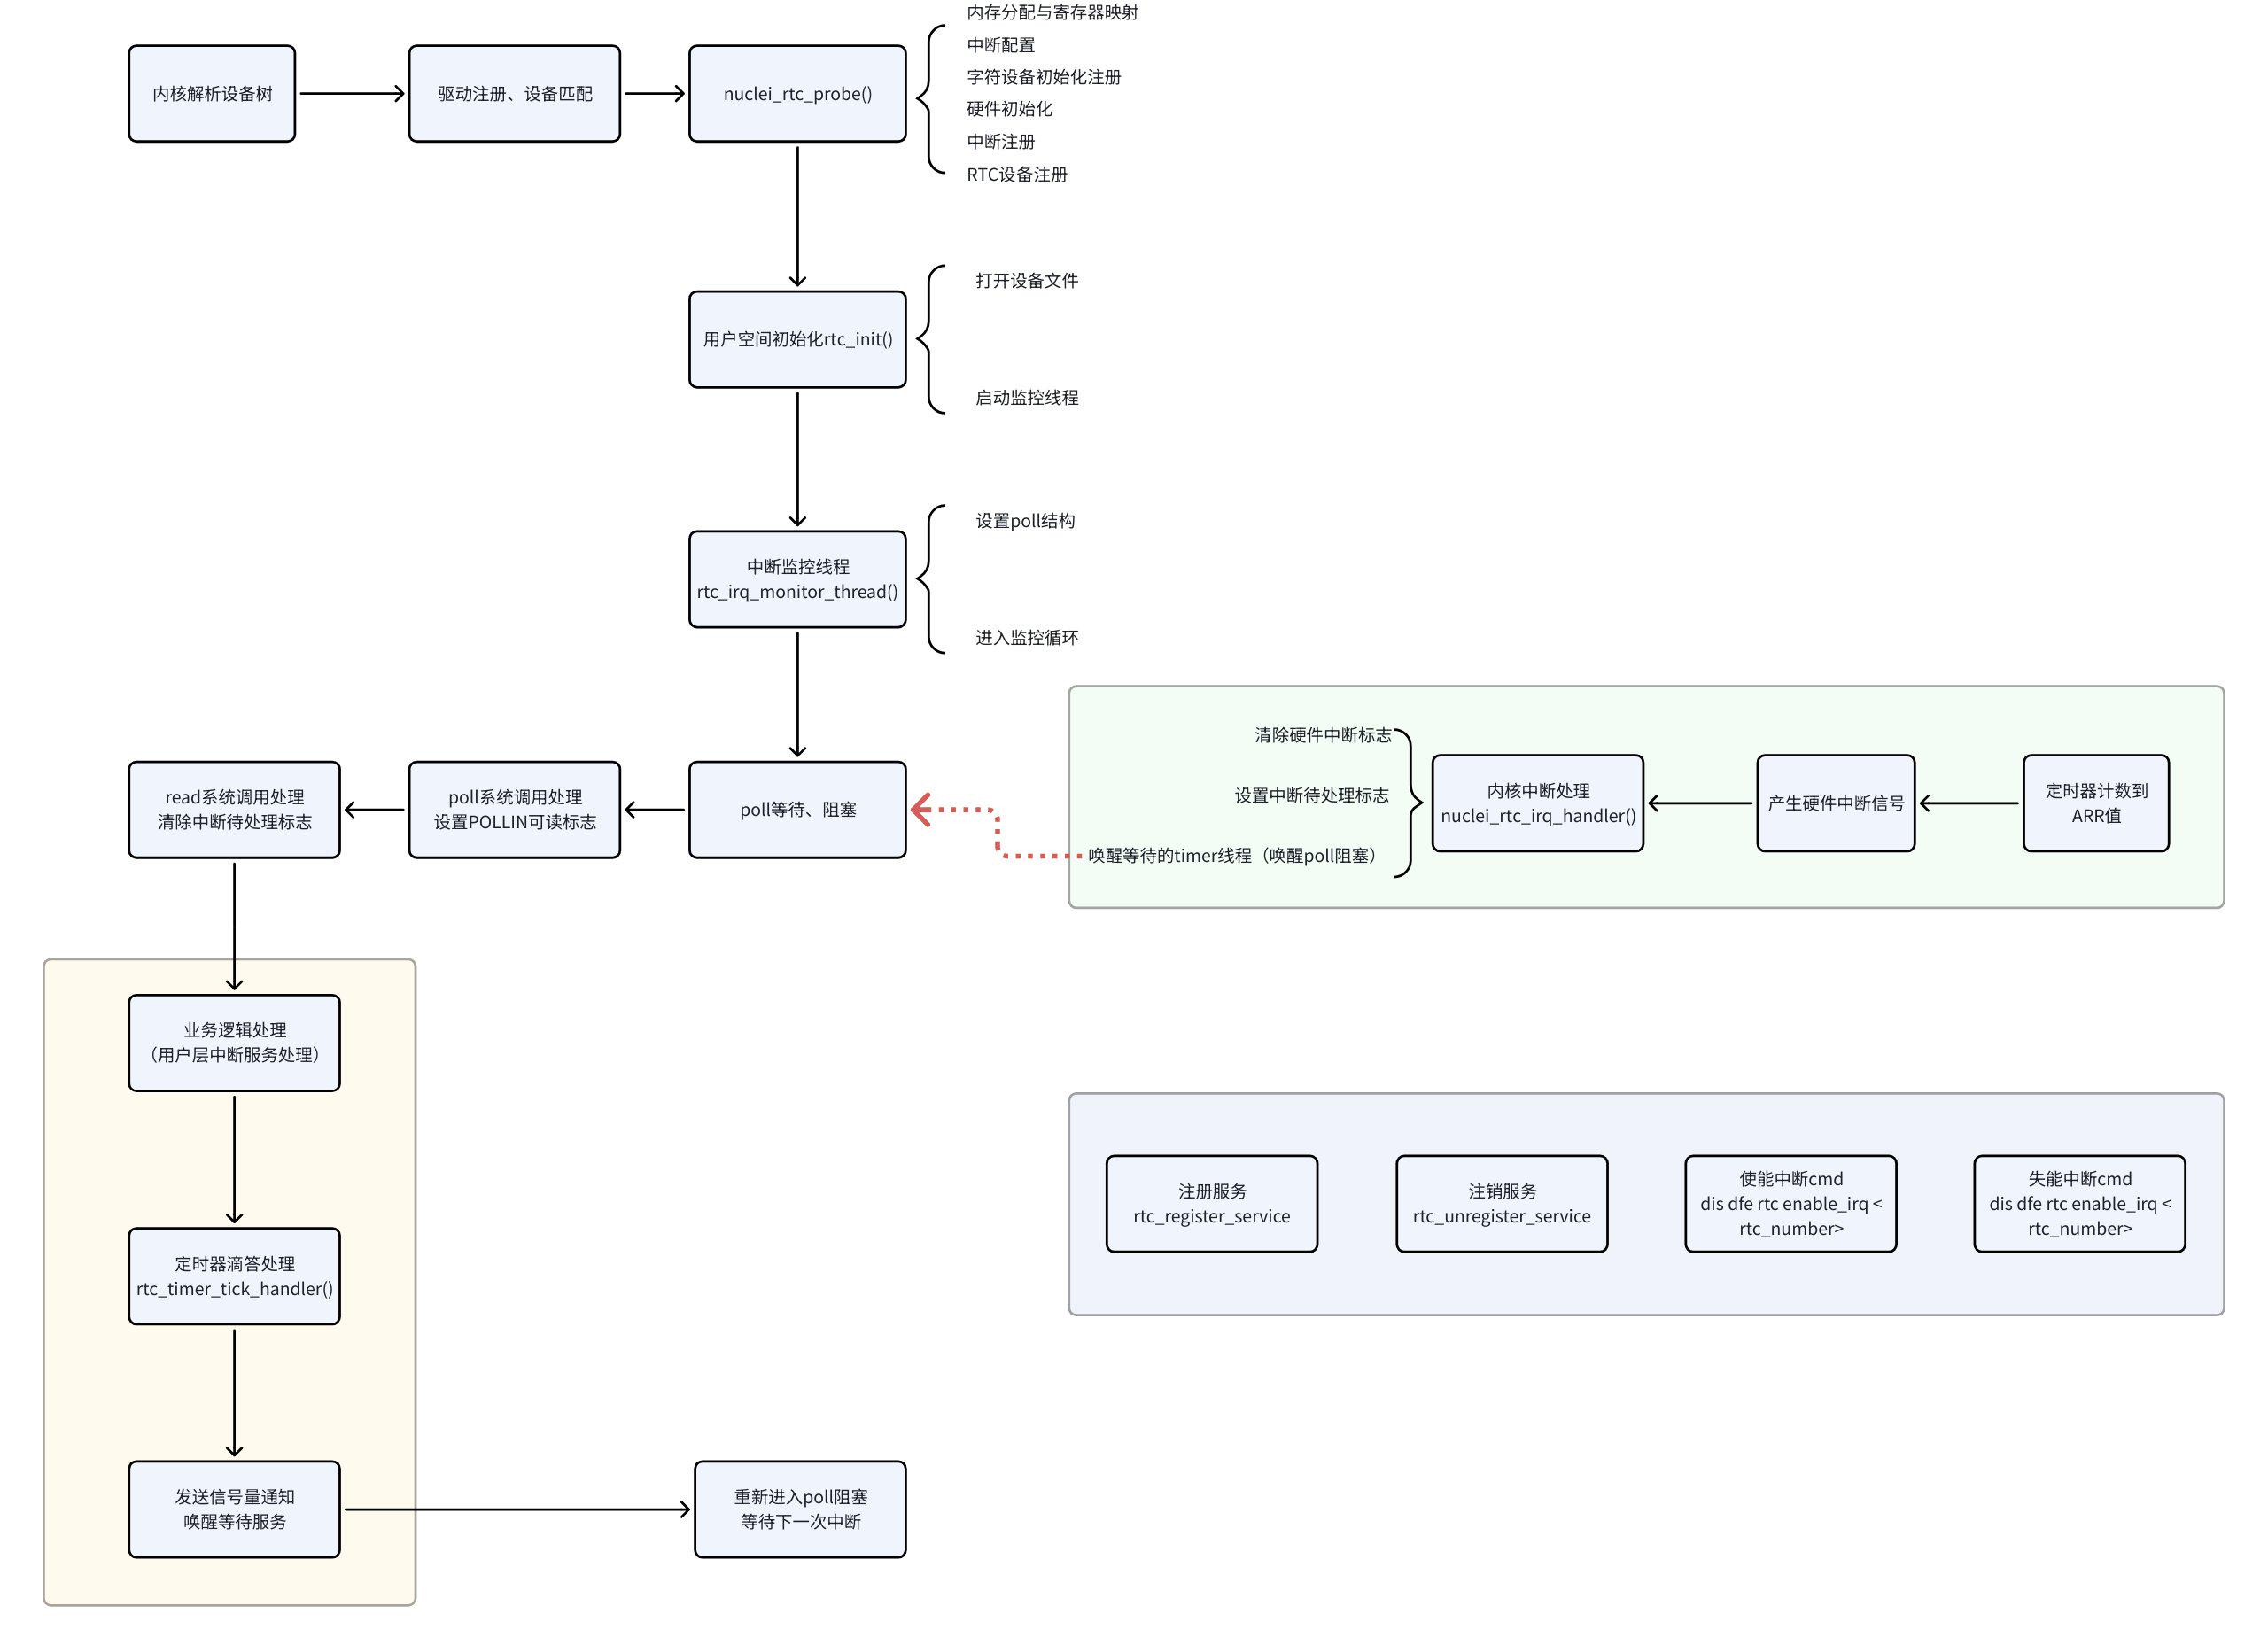 内核解析设备树
驱动注册、设备匹配
nuclei_rtc_probe()
内存分配与寄存器映射
中断配置
字符设备初始化注册
硬件初始化
中断注册
RTC设备注册
用户空间初始化rtc_init()
打开设备文件
启动监控线程
中断监控线程
rtc_irq_monitor_thread()
设置poll结构
进入监控循环
read系统调用处理
清除中断待处理标志
poll系统调用处理
设置POLLIN可读标志
poll等待、阻塞
清除硬件中断标志
设置中断待处理标志
唤醒等待的timer线程（唤醒poll阻塞）
内核中断处理
nuclei_rtc_irq_handler()
产生硬件中断信号
定时器计数到
ARR值
业务逻辑处理
（用户层中断服务处理）
定时器滴答处理
rtc_timer_tick_handler()
发送信号量通知
唤醒等待服务
重新进入poll阻塞
等待下一次中断
注册服务
rtc_register_service
注销服务
rtc_unregister_service
使能中断cmd
dis dfe rtc enable_irq <
rtc_number>
失能中断cmd
dis dfe rtc enable_irq <
rtc_number>